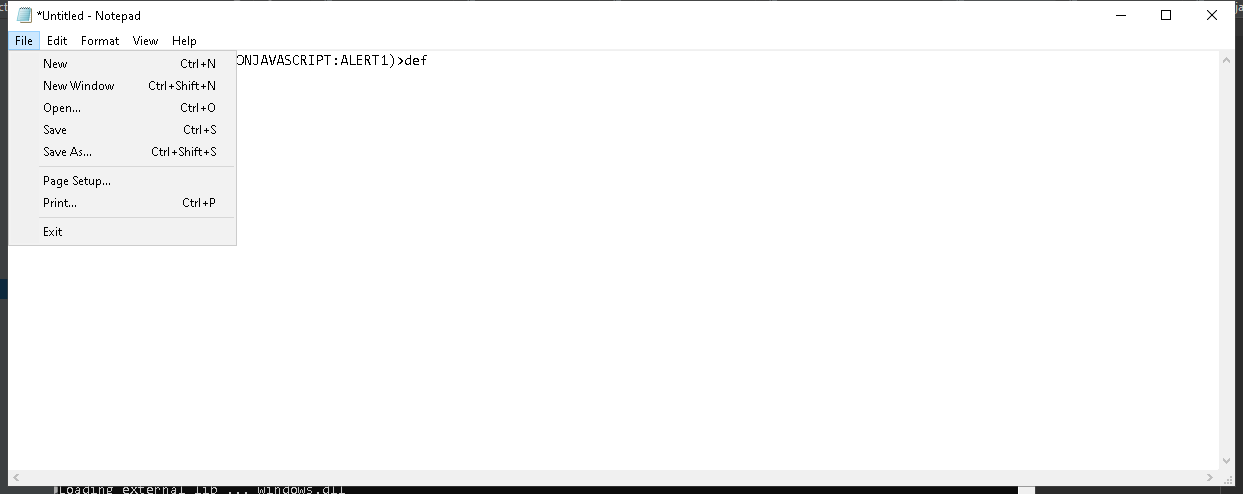 *Untitled - Notepad
File Edit Format View Help
ONJAVASCRIPT:ALERT1)>def
New Ctrl+N
New Window Ctrl+Shift+N
Open... Ctrl+O
Save Ctrl+S
Save As... Ctrl+Shift+S
Page Setup...
Print... Ctrl+P
Exit
Loading external lib ... windows.dll